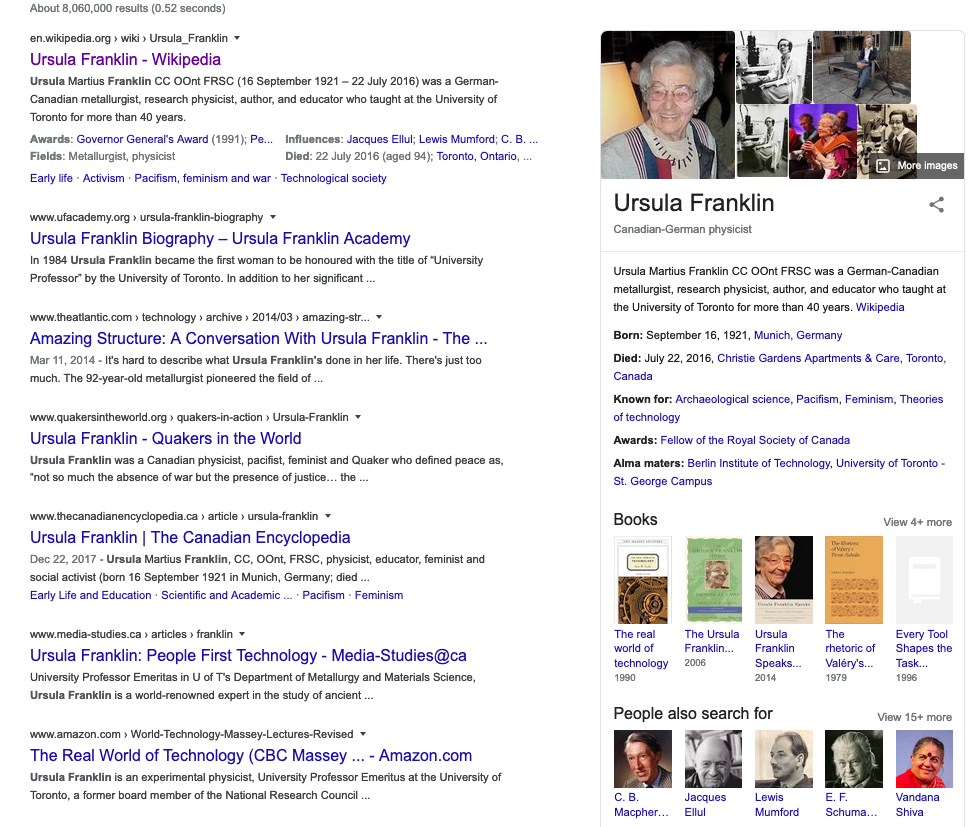 About 8,060,000 results (0.52 seconds)
en.wikipedia.org › wiki › Ursula_Franklin
Ursula Franklin - Wikipedia
Ursula Martius Franklin CC OOnt FRSC (16 September 1921 – 22 July 2016) was a German-
Canadian metallurgist, research physicist, author, and educator who taught at the University of
Toronto for more than 40 years.
Awards: Governor General's Award (1991); Pe... Influences: Jacques Ellul; Lewis Mumford; C. B. ...
Fields: Metallurgist, physicist Died: 22 July 2016 (aged 94); Toronto, Ontario, ...
Early life · Activism · Pacifism, feminism and war · Technological society
www.ufacademy.org › ursula-franklin-biography
Ursula Franklin Biography – Ursula Franklin Academy
In 1984 Ursula Franklin became the first woman to be honoured with the title of “University
Professor” by the University of Toronto. In addition to her significant ...
www.theatlantic.com › technology › archive › 2014/03 › amazing-str...
Amazing Structure: A Conversation With Ursula Franklin - The ...
Mar 11, 2014 - It's hard to describe what Ursula Franklin's done in her life. There's just too
much. The 92-year-old metallurgist pioneered the field of ...
www.quakersintheworld.org › quakers-in-action › Ursula-Franklin
Ursula Franklin - Quakers in the World
Ursula Franklin was a Canadian physicist, pacifist, feminist and Quaker who defined peace as,
“not so much the absence of war but the presence of justice… the ...
www.thecanadianencyclopedia.ca › article › ursula-franklin
Ursula Franklin | The Canadian Encyclopedia
Dec 22, 2017 - Ursula Martius Franklin, CC, OOnt, FRSC, physicist, educator, feminist and
social activist (born 16 September 1921 in Munich, Germany; died ...
Early Life and Education · Scientific and Academic ... · Pacifism · Feminism
www.media-studies.ca › articles › franklin
Ursula Franklin: People First Technology - Media-Studies@ca
University Professor Emeritas in U of T's Department of Metallurgy and Materials Science,
Ursula Franklin is a world-renowned expert in the study of ancient ...
www.amazon.com › World-Technology-Massey-Lectures-Revised
The Real World of Technology (CBC Massey ... - Amazon.com
Ursula Franklin is an experimental physicist, University Professor Emeritus at the University of
Toronto, a former board member of the National Research Council ...
More images
Ursula Franklin
Canadian-German physicist
Ursula Martius Franklin CC OOnt FRSC was a German-Canadian
metallurgist, research physicist, author, and educator who taught at
the University of Toronto for more than 40 years. Wikipedia
Born: September 16, 1921, Munich, Germany
Died: July 22, 2016, Christie Gardens Apartments & Care, Toronto,
Canada
Known for: Archaeological science, Pacifism, Feminism, Theories
of technology
Awards: Fellow of the Royal Society of Canada
Alma maters: Berlin Institute of Technology, University of Toronto -
St. George Campus
Books View 4+ more
Ursula Franklin Speaks
The Rhetoric
of Valéry's
The real The Ursula Ursula The Every Tool
world of Franklin... Franklin rhetoric of Shapes the
technology 2006 Speaks... Valéry's... Task...
1990 2014 1979 1996
People also search for View 15+ more
C. B. Jacques Lewis E. F. Vandana
Macpher... Ellul Mumford Schuma... Shiva